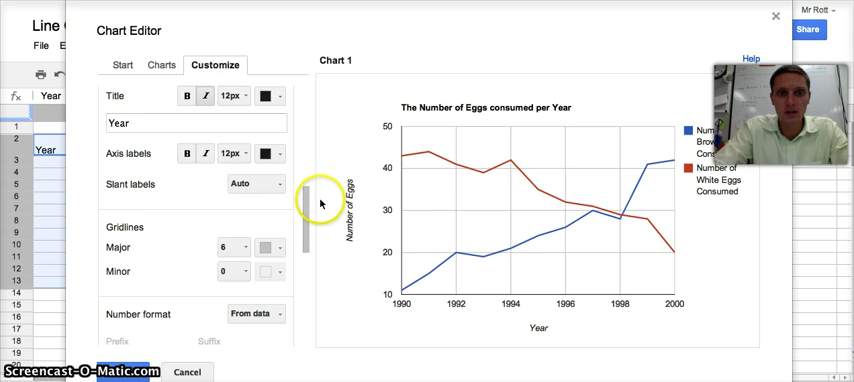 Mr Rott
Line
File
Share
fx
Year
Chart Editor
Help
Start
Charts
Customize
Title
B
I
12px
Year
Axis labels
B
I
12px
Slant labels
Auto
Gridlines
Major
6
Minor
0
Number format
From data
Prefix
Suffix
Cancel
Chart 1
The Number of Eggs consumed per Year
50
40
30
20
10
Number of Eggs
1990
1992
1994
1996
1998
2000
Year
Number of
White Eggs
Consumed
1
2
Year
3
4
5
6
7
8
9
10
11
12
13
14
15
16
17
18
19
20
Screencast-O-Matic.com